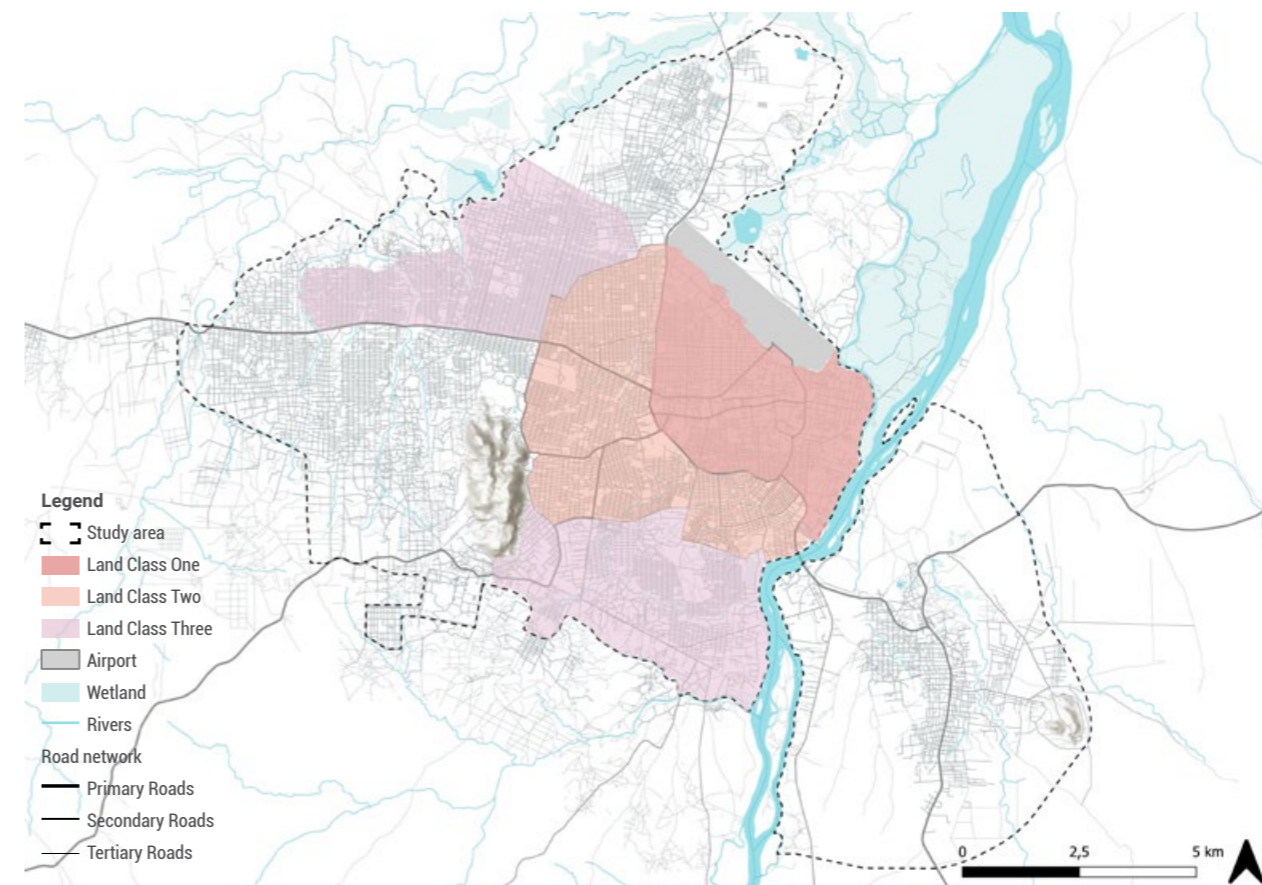 Legend
Study area
Land Class One
Land Class Two
Land Class Three
Airport
Wetland
Rivers
Road network
Primary Roads
Secondary Roads
Tertiary Roads
0 2,5 5 km